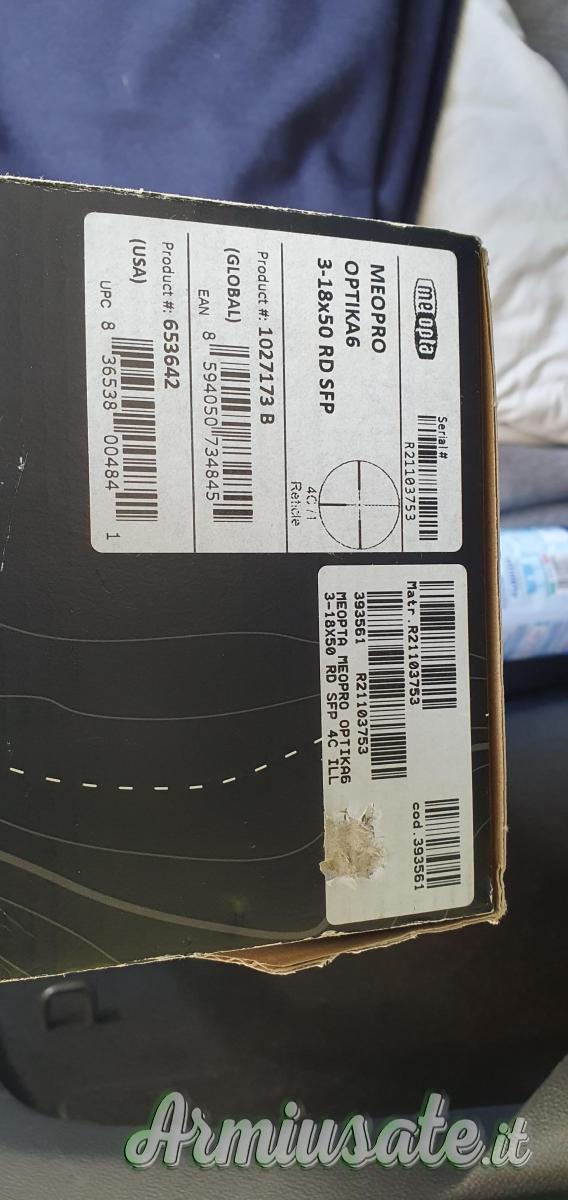 meopta
Serial#
R21103753
MEOPRO
OPTIKA6
3-18x50 RD SFP
4C
Reticle
Product #: 1027173 B
(GLOBAL)
EAN 8 594050 734845
Product #: 653642
(USA)
UPC 8 36538 00484 1
Matr.R21103753
cod.393561
393561 R21103753
MEOPTA MEOPRO OPTIKA6
3-18X50 RD SFP 4C ILL
Armiusate.it